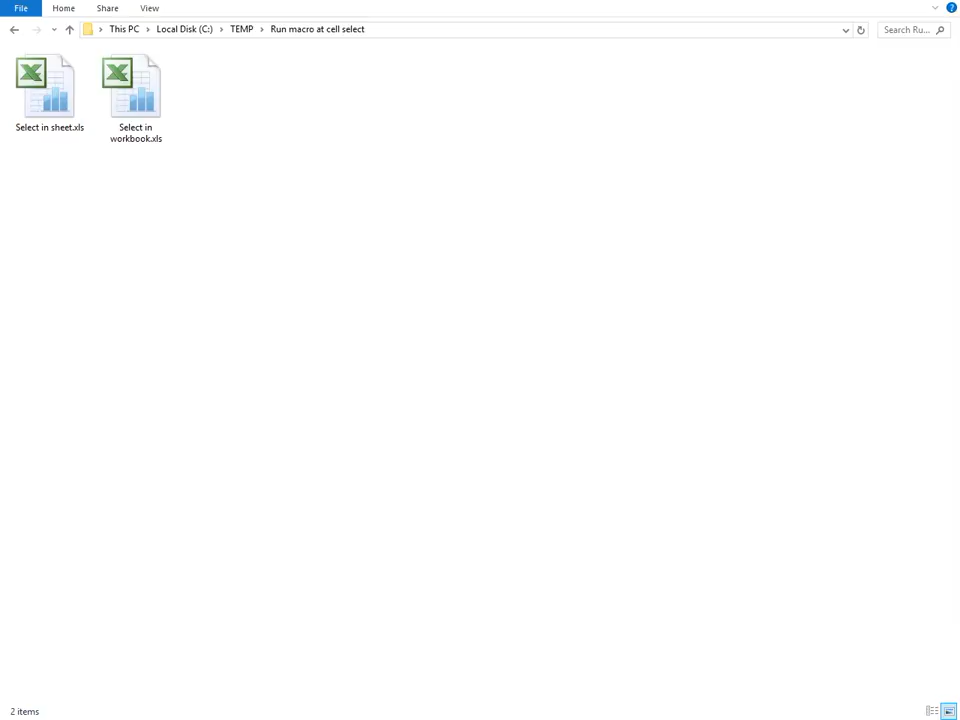 File Home Share View
This PC Local Disk (C:) TEMP Run macro at cell select Search Ru...
Select in sheet.xls
Select in workbook.xls
2 items